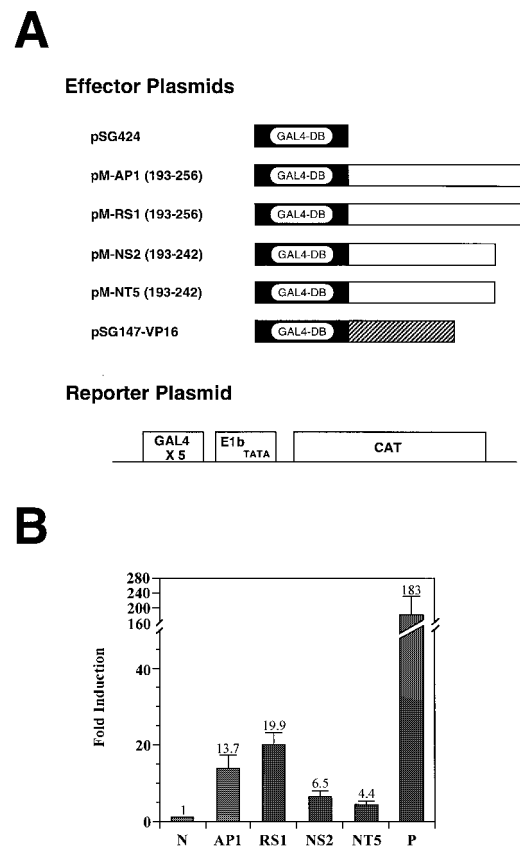 A
Effector Plasmids
pSG424 GAL4-DB
pM-AP1 (193-256) GAL4-DB
pM-RS1 (193-256) GAL4-DB
pM-NS2 (193-242) GAL4-DB
pM-NT5 (193-242) GAL4-DB
pSG147-VP16 GAL4-DB
Reporter Plasmid
GAL4
X 5
E1b
TATA
CAT
B
Fold Induction
280
240
200
160
40
20
0
1
13.7
19.9
6.5
4.4
183
N AP1 RS1 NS2 NT5 P